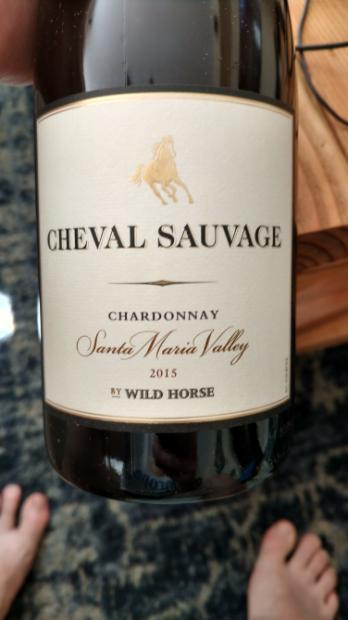 CHEVAL SAUVAGE
CHARDONNAY
Santa Maria Valley
2015
BY WILD HORSE